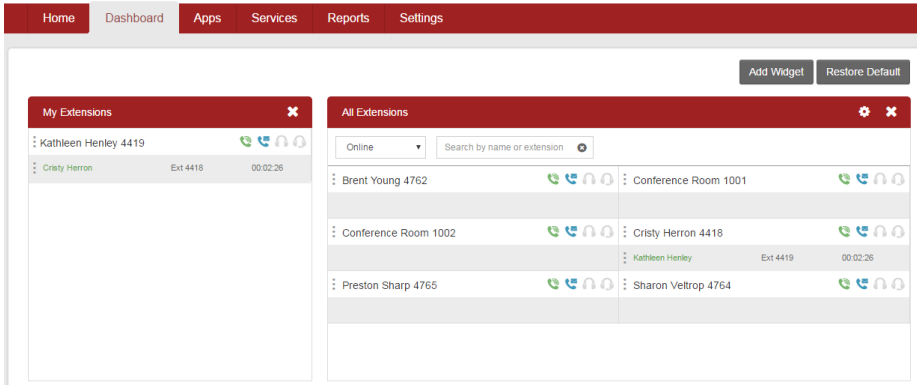 Home Dashboard Apps Services Reports Settings
Add Widget Restore Default
My Extensions
Kathleen Henley 4419
Cristy Herron Ext 4418 00:02:26
All Extensions
Online Search by name or extension
Brent Young 4762 Conference Room 1001
Conference Room 1002 Cristy Herron 4418
Kathleen Henley Ext 4419 00:02:26
Preston Sharp 4765 Sharon Veltrop 4764